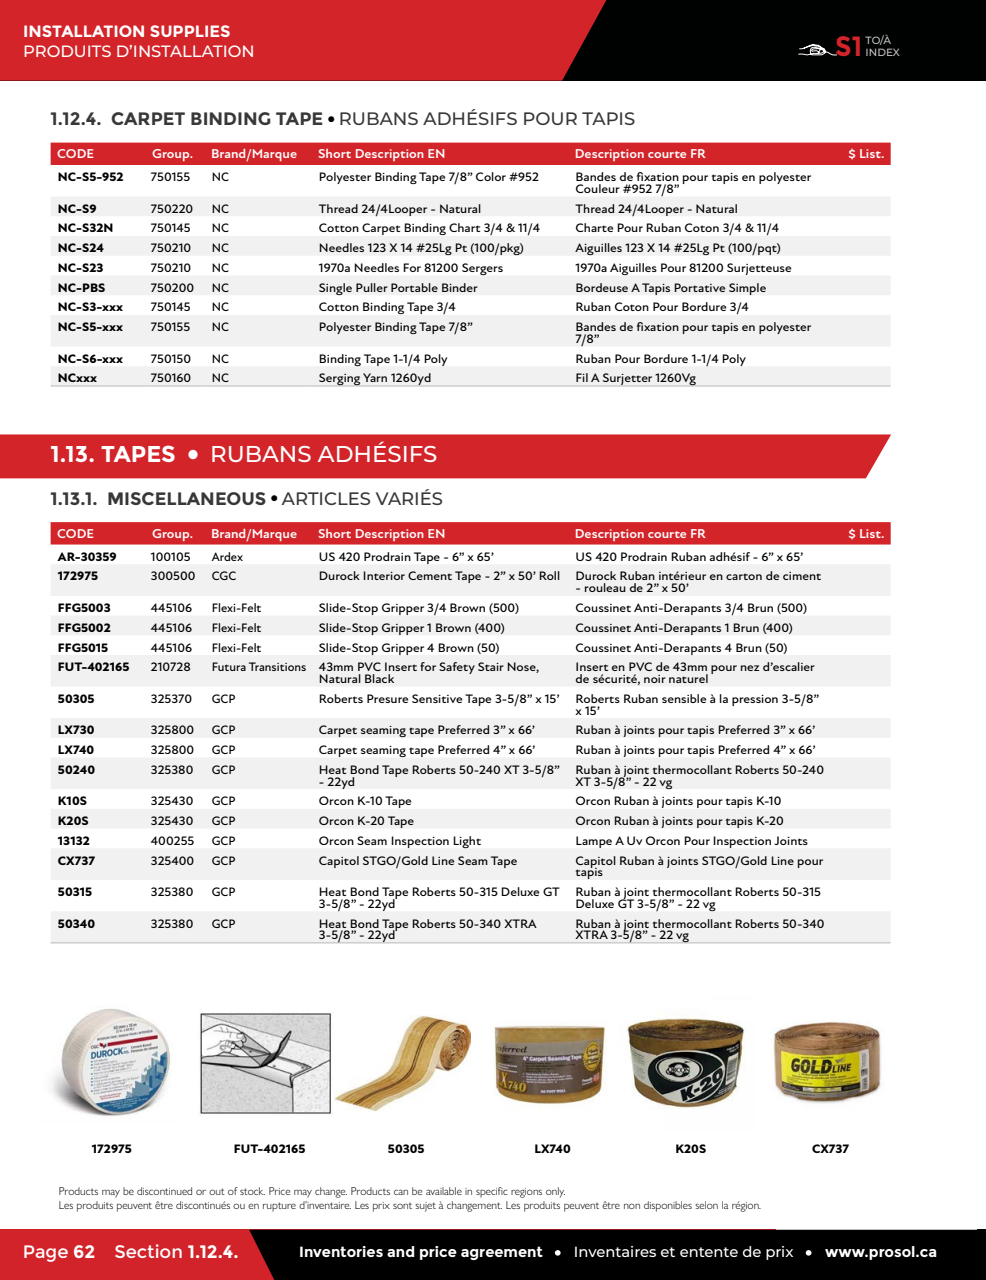 INSTALLATION SUPPLIES
PRODUITS D'INSTALLATION
S1 TO/À
INDEX
1.12.4. CARPET BINDING TAPE • RUBANS ADHÉSIFS POUR TAPIS
CODE Group. Brand/Marque Short Description EN Description courte FR $ List.
NC-S5-952 750155 NC Polyester Binding Tape 7/8” Color #952 Bandes de fixation pour tapis en polyester
Couleur #952 7/8”
NC-S9 750220 NC Thread 24/4Looper - Natural Thread 24/4Looper - Natural
NC-S32N 750145 NC Cotton Carpet Binding Chart 3/4 & 11/4 Charte Pour Ruban Coton 3/4 & 11/4
NC-S24 750210 NC Needles 123 X 14 #25Lg Pt (100/pkg) Aiguilles 123 X 14 #25Lg Pt (100/pqt)
NC-S23 750210 NC 1970a Needles For 81200 Sergers 1970a Aiguilles Pour 81200 Surjetteuse
NC-PBS 750200 NC Single Puller Portable Binder Bordeuse A Tapis Portative Simple
NC-S3-xxx 750145 NC Cotton Binding Tape 3/4 Ruban Coton Pour Bordure 3/4
NC-S5-xxx 750155 NC Polyester Binding Tape 7/8” Bandes de fixation pour tapis en polyester
7/8”
NC-S6-xxx 750150 NC Binding Tape 1-1/4 Poly Ruban Pour Bordure 1-1/4 Poly
NCxxx 750160 NC Serging Yarn 1260yd Fil A Surjetter 1260Vg
1.13. TAPES • RUBANS ADHÉSIFS
1.13.1. MISCELLANEOUS • ARTICLES VARIÉS
CODE Group. Brand/Marque Short Description EN Description courte FR $ List.
AR-30359 100105 Ardex US 420 Prodrain Tape - 6” x 65’ US 420 Prodrain Ruban adhésif - 6” x 65’
172975 300500 CGC Durock Interior Cement Tape - 2” x 50’ Roll Durock Ruban intérieur en carton de ciment
- rouleau de 2” x 50’
FFG5003 445106 Flexi-Felt Slide-Stop Gripper 3/4 Brown (500) Coussinet Anti-Derapants 3/4 Brun (500)
FFG5002 445106 Flexi-Felt Slide-Stop Gripper 1 Brown (400) Coussinet Anti-Derapants 1 Brun (400)
FFG5015 445106 Flexi-Felt Slide-Stop Gripper 4 Brown (50) Coussinet Anti-Derapants 4 Brun (50)
FUT-402165 210728 Futura Transitions 43mm PVC Insert for Safety Stair Nose, Insert en PVC de 43mm pour nez d’escalier
Natural Black de sécurité, noir naturel
50305 325370 GCP Roberts Presure Sensitive Tape 3-5/8” x 15’ Roberts Ruban sensible à la pression 3-5/8”
x 15’
LX730 325800 GCP Carpet seaming tape Preferred 3” x 66’ Ruban à joints pour tapis Preferred 3” x 66’
LX740 325800 GCP Carpet seaming tape Preferred 4” x 66’ Ruban à joints pour tapis Preferred 4” x 66’
50240 325380 GCP Heat Bond Tape Roberts 50-240 XT 3-5/8” Ruban à joint thermocollant Roberts 50-240
- 22yd XT 3-5/8” - 22 vg
K10S 325430 GCP Orcon K-10 Tape Orcon Ruban à joints pour tapis K-10
K20S 325430 GCP Orcon K-20 Tape Orcon Ruban à joints pour tapis K-20
13132 400255 GCP Orcon Seam Inspection Light Lampe A Uv Orcon Pour Inspection Joints
CX737 325400 GCP Capitol STGO/Gold Line Seam Tape Capitol Ruban à joints STGO/Gold Line pour
tapis
50315 325380 GCP Heat Bond Tape Roberts 50-315 Deluxe GT Ruban à joint thermocollant Roberts 50-315
3-5/8” - 22yd Deluxe GT 3-5/8” - 22 vg
50340 325380 GCP Heat Bond Tape Roberts 50-340 XTRA Ruban à joint thermocollant Roberts 50-340
3-5/8” - 22yd XTRA 3-5/8” - 22 vg
DUROCK
4" Carpet Seaming Tape
X740
K-20
GOLD LINE
172975 FUT-402165 50305 LX740 K20S CX737
Products may be discontinued or out of stock. Price may change. Products can be available in specific regions only.
Les produits peuvent être discontinués ou en rupture d’inventaire. Les prix sont sujet à changement. Les produits peuvent être non disponibles selon la région.
Page 62 Section 1.12.4. Inventories and price agreement • Inventaires et entente de prix • www.prosol.ca